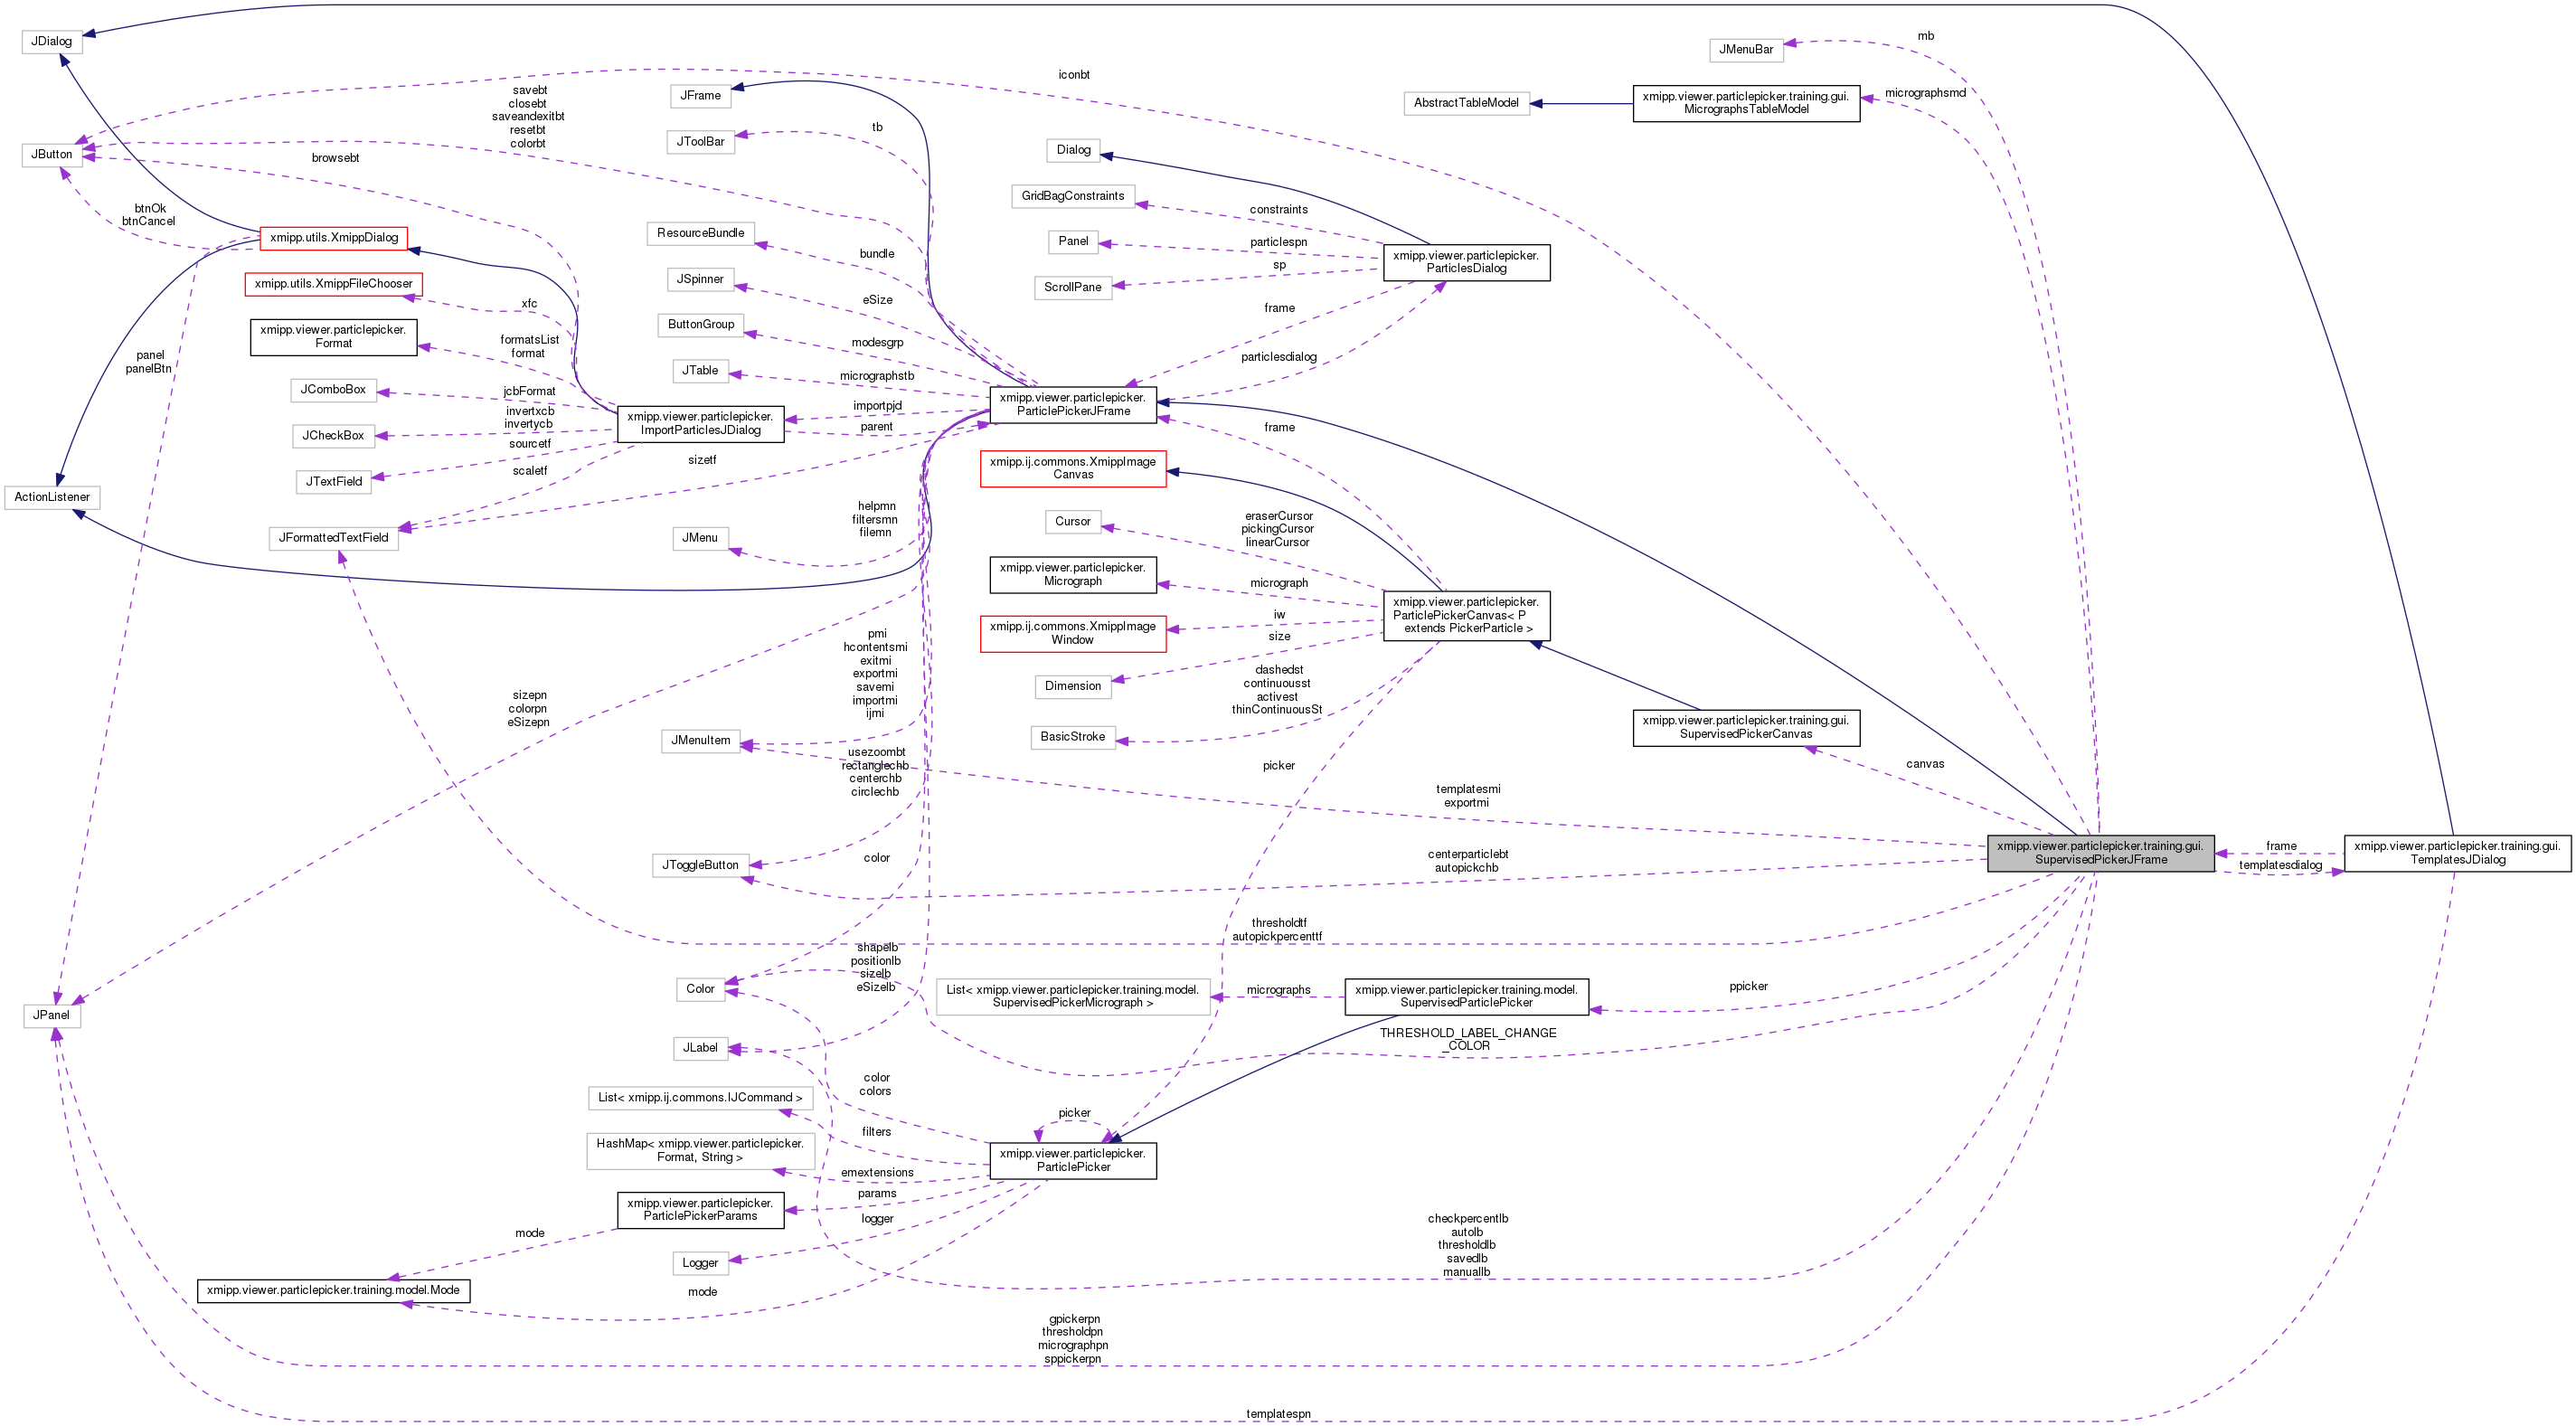 mb
JDialog
JMenuBar
iconbt
savebt
closebt
saveandexitbt
resetbt
colorbt
JFrame
AbstractTableModel
xmipp.viewer.particlepicker.training.gui.
MicrographsTableModel
micrographsmd
tb
JToolBar
Dialog
JButton
browsebt
GridBagConstraints
constraints
btnOk
btnCancel
xmipp.utils.XmippDialog
ResourceBundle
bundle
Panel
particlespn
xmipp.viewer.particlepicker.
ParticlesDialog
sp
ScrollPane
xmipp.utils.XmippFileChooser
xfc
JSpinner
eSize
frame
xmipp.viewer.particlepicker.
Format
formatsList
format
ButtonGroup
modesgrp
panel
panelBtn
particlesdialog
JTable
micrographstb
JComboBox
jcbFormat
importpjd
xmipp.viewer.particlepicker.
ParticlePickerJFrame
invertxcb
invertycb
xmipp.viewer.particlepicker.
ImportParticlesJDialog
parent
frame
JCheckBox
sourcetf
JTextField
scaletf
sizetf
xmipp.ij.commons.XmippImage
Canvas
ActionListener
helpmn
filtersmn
filemn
JFormattedTextField
JMenu
Cursor
eraserCursor
pickingCursor
linearCursor
xmipp.viewer.particlepicker.
Micrograph
micrograph
xmipp.viewer.particlepicker.
ParticlePickerCanvas< P
extends PickerParticle >
xmipp.ij.commons.XmippImage
Window
iw
size
Dimension
pmi
hcontentsmi
exitmi
exportmi
savemi
importmi
ijmi
sizepn
colorpn
eSizepn
dashedst
continuousst
activest
thinContinuousSt
BasicStroke
xmipp.viewer.particlepicker.training.gui.
SupervisedPickerCanvas
JMenuItem
usezoombt
rectanglechb
centerchb
circlechb
picker
canvas
templatesmi
exportmi
JToggleButton
color
centerparticlebt
autopickchb
xmipp.viewer.particlepicker.training.gui.
SupervisedPickerJFrame
frame
templatesdialog
xmipp.viewer.particlepicker.training.gui.
TemplatesJDialog
thresholdtf
autopickpercenttf
shapelb
positionlb
sizelb
eSizelb
Color
List< xmipp.viewer.particlepicker.training.model.
SupervisedPickerMicrograph >
micrographs
xmipp.viewer.particlepicker.training.model.
SupervisedParticlePicker
ppicker
JPanel
JLabel
THRESHOLD_LABEL_CHANGE
_COLOR
color
colors
List< xmipp.ij.commons.IJCommand >
picker
filters
HashMap< xmipp.viewer.particlepicker.
Format, String >
xmipp.viewer.particlepicker.
ParticlePicker
emextensions
xmipp.viewer.particlepicker.
ParticlePickerParams
params
logger
mode
Logger
checkpercentlb
autolb
thresholdlb
savedlb
manuallb
xmipp.viewer.particlepicker.training.model.Mode
mode
gpickerpn
thresholdpn
micrographpn
sppickerpn
templatespn